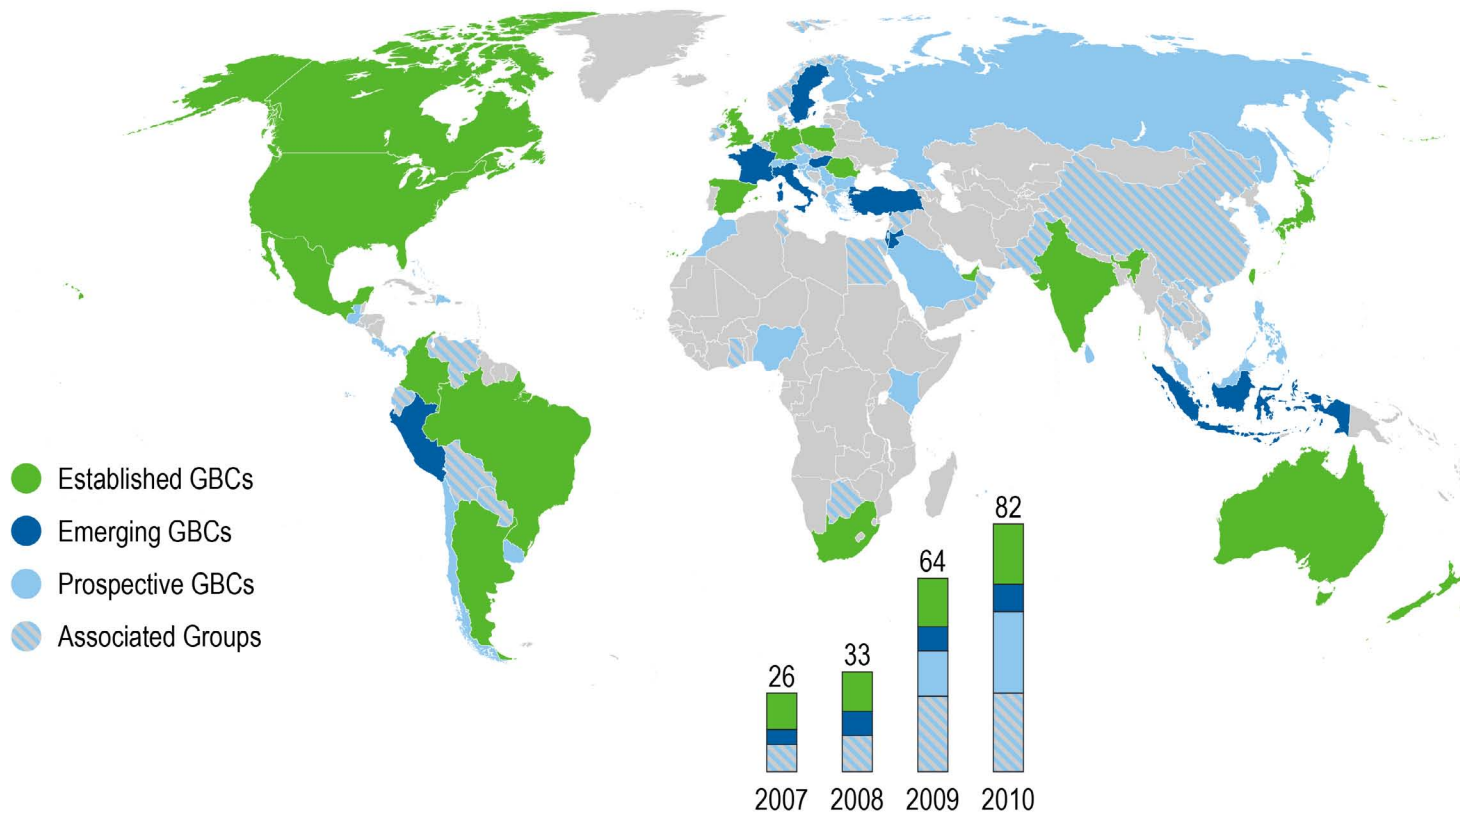 Established GBCs
Emerging GBCs
Prospective GBCs
Associated Groups
26
33
64
82
2007
2008
2009
2010